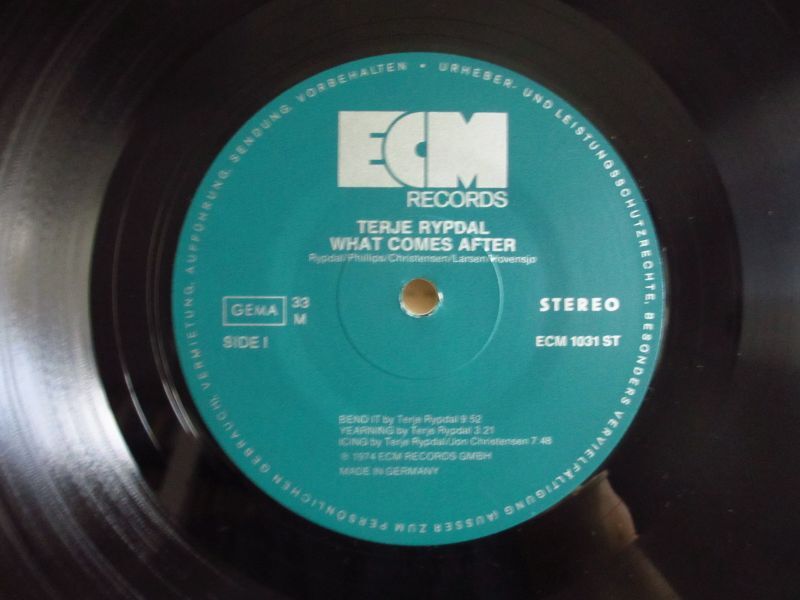 ECM
RECORDS
TERJE RYPDAL
WHAT COMES AFTER
Rypdal/Phillips/Christensen/Larsen/Hovensjo
GEMA
33
M
SIDE I
STEREO
ECM 1031 ST
BEND IT by Terje Rypdal 9:52
YEARNING by Terje Rypdal 3:21
ICING by Terje Rypdal/Jon Christensen 7:48
℗ 1974 ECM RECORDS GMBH
MADE IN GERMANY
URHEBER- UND LEISTUNGSSCHUTZRECHTE, BESONDERS VERVIELFÄLTIGUNG (AUSSER ZUM PERSÖNLICHEN GEBRAUCH), VERMIETUNG, AUFFÜHRUNG, SENDUNG, VORBEHALTEN •